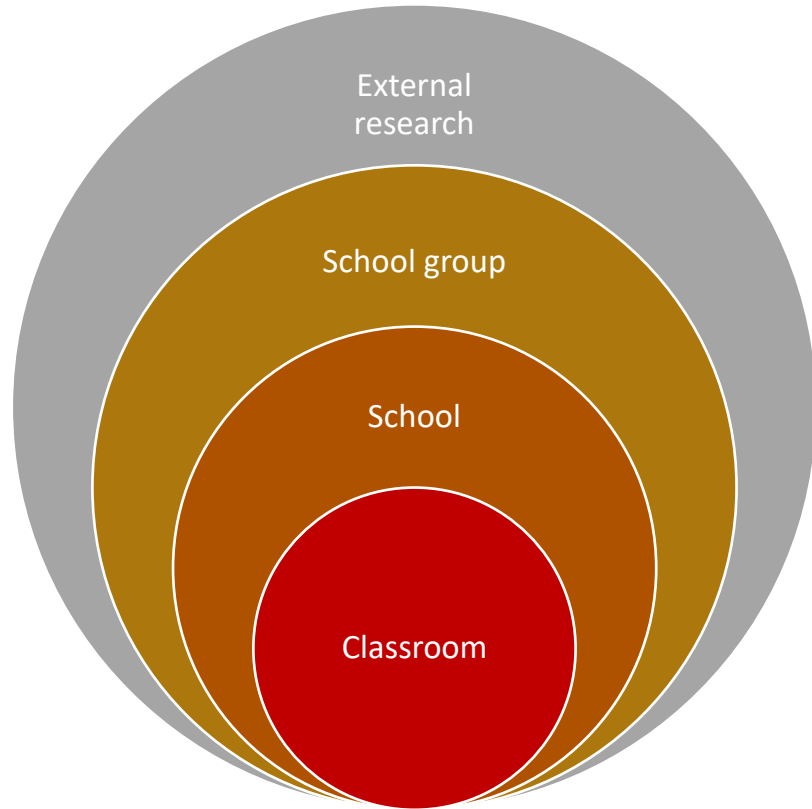 External
research
School group
School
Classroom